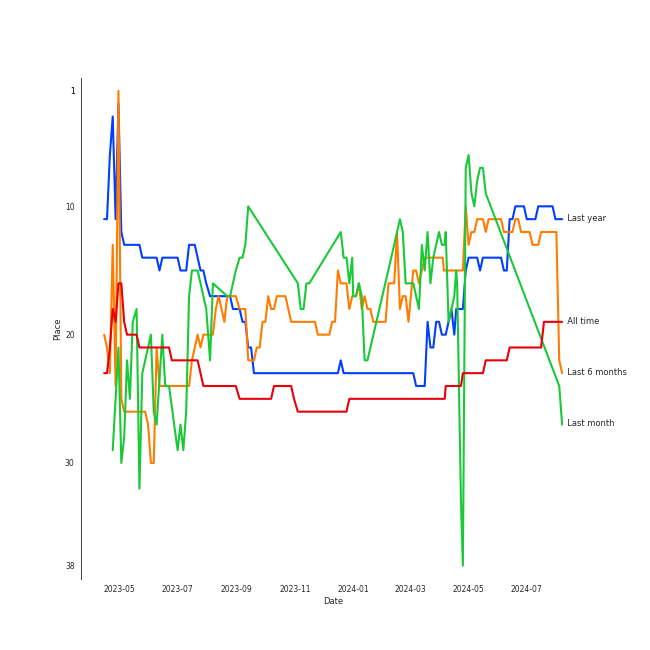 1
10
20
30
38
Place
2023-05 2023-07 2023-09 2023-11 2024-01 2024-03 2024-05 2024-07
Date
Last year
All time
Last 6 months
Last month